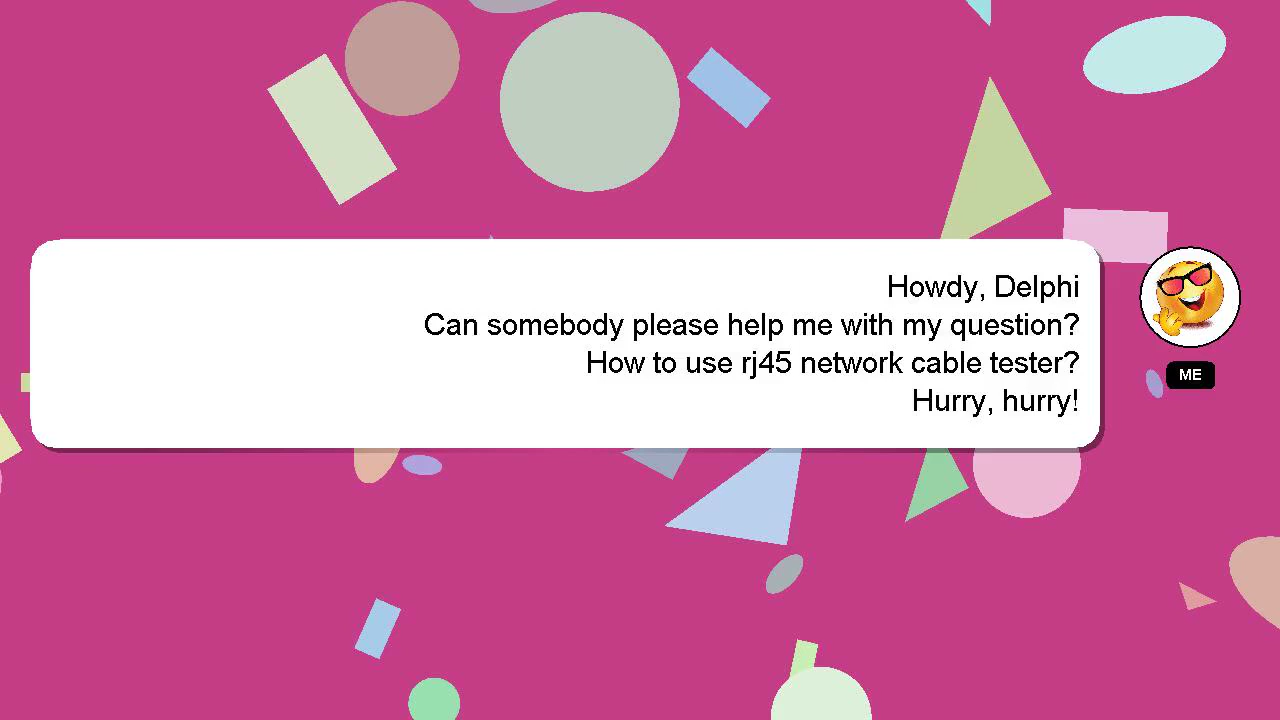 Howdy, Delphi
Can somebody please help me with my question?
How to use rj45 network cable tester?
Hurry, hurry!
ME